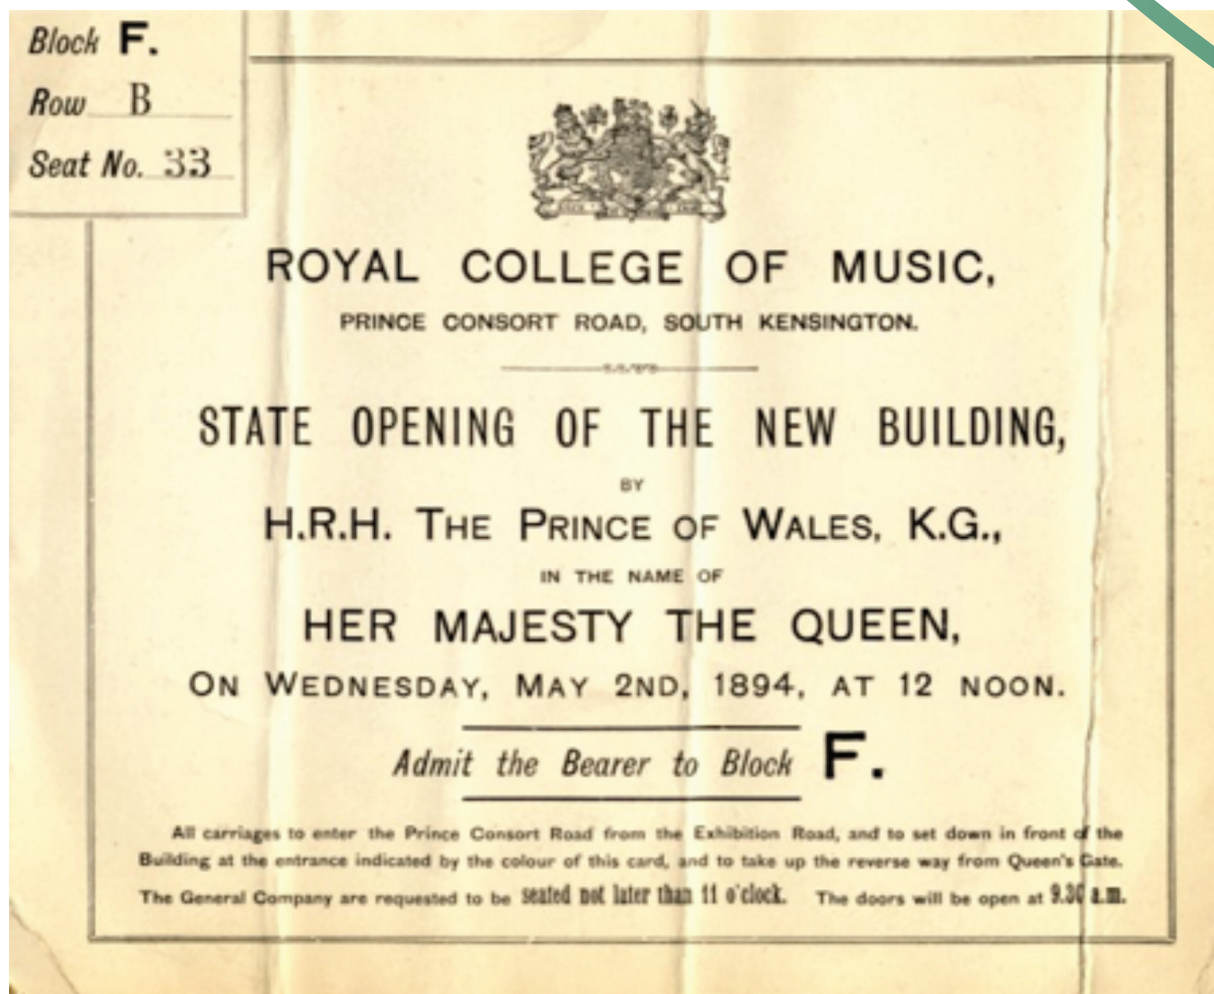 Block F.
Row B
Seat No. 33
ROYAL COLLEGE OF MUSIC,
PRINCE CONSORT ROAD, SOUTH KENSINGTON.
STATE OPENING OF THE NEW BUILDING,
BY
H.R.H. THE PRINCE OF WALES, K.G.,
IN THE NAME OF
HER MAJESTY THE QUEEN,
ON WEDNESDAY, MAY 2ND, 1894, AT 12 NOON.
Admit the Bearer to Block F.
All carriages to enter the Prince Consort Road from the Exhibition Road, and to set down in front of the
Building at the entrance indicated by the colour of this card, and to take up the reverse way from Queen's Gate.
The General Company are requested to be seated not later than 11 o'clock. The doors will be open at 9.30 a.m.